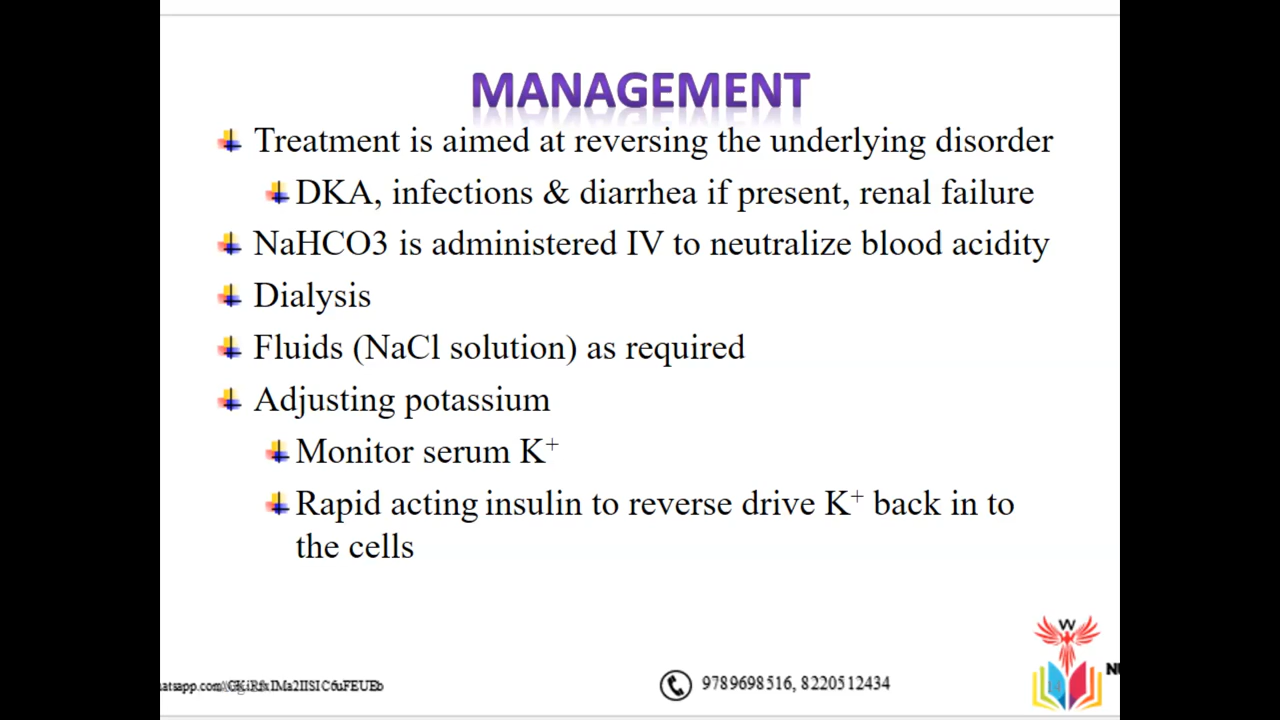 MANAGEMENT
Treatment is aimed at reversing the underlying disorder
DKA, infections & diarrhea if present, renal failure
NaHCO3 is administered IV to neutralize blood acidity
Dialysis
Fluids (NaCl solution) as required
Adjusting potassium
Monitor serum K⁺
Rapid acting insulin to reverse drive K⁺ back in to
the cells
W
9789698516, 8220512434